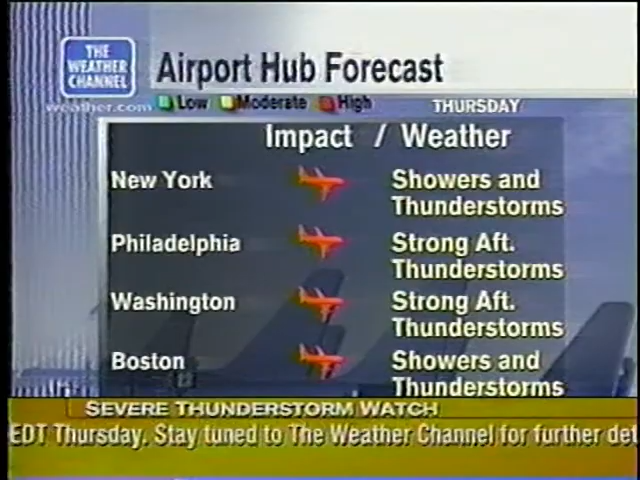 THE
WEATHER
CHANNEL
Airport Hub Forecast
weather.com
Low Moderate High THURSDAY
Impact / Weather
New York Showers and
Thunderstorms
Philadelphia Strong Aft.
Thunderstorms
Washington Strong Aft.
Thunderstorms
Boston Showers and
Thunderstorms
SEVERE THUNDERSTORM WATCH
EDT Thursday. Stay tuned to The Weather Channel for further det